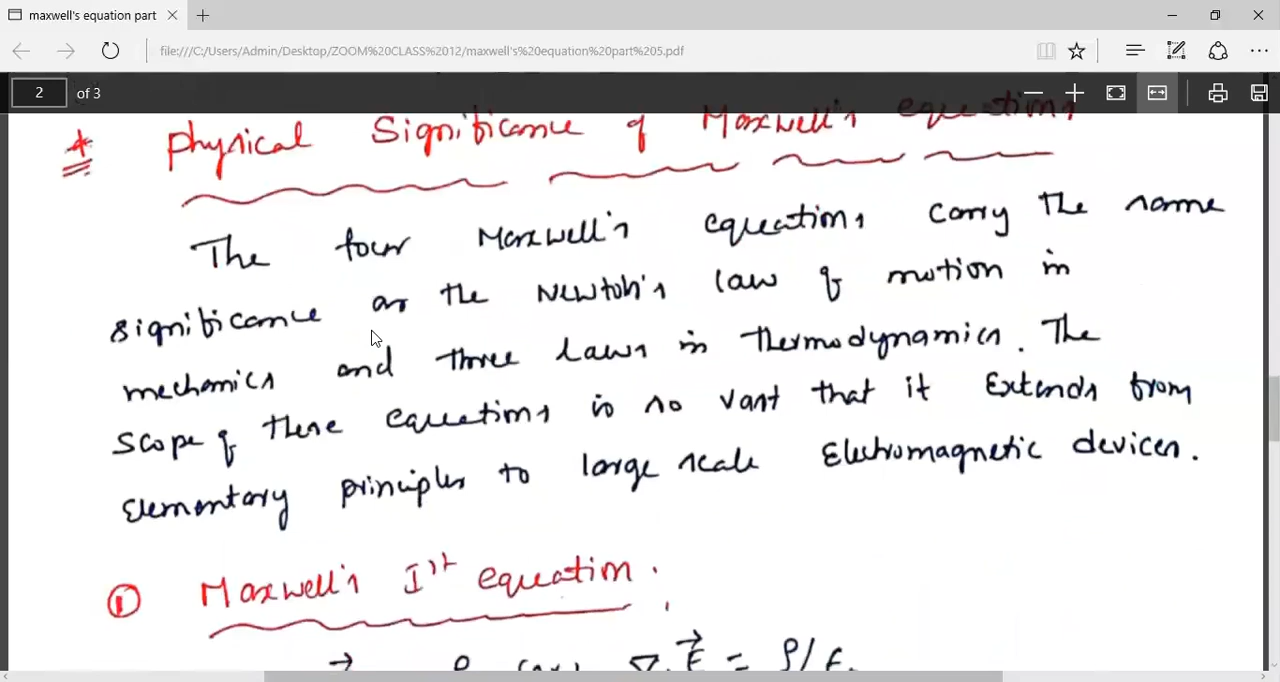 maxwell's equation part
file:///C:/Users/Admin/Desktop/ZOOM%20CLASS%2012/maxwell's%20equation%20part%205.pdf
2 of 3
* Physical Significance of Maxwell's equations
The four Maxwell's equations carry the same
significance as the Newton's law of motion in
mechanics and three laws in thermodynamics. The
scope of these equations is so vast that it Extends from
Elementary principles to large scale Electromagnetic devices.
① Maxwell's Ist equation.
∇.E⃗ = ρ/ε